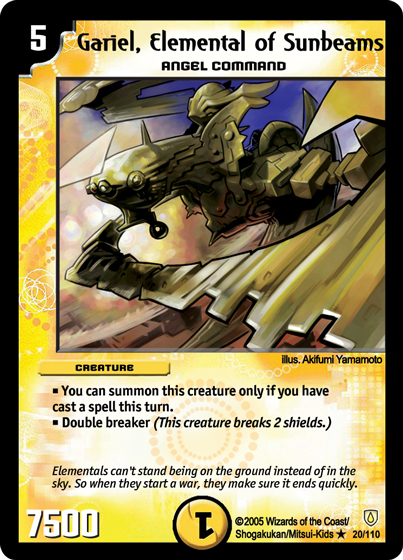 5
Gariel, Elemental of Sunbeams
ANGEL COMMAND
illus. Akifumi Yamamoto
CREATURE
▪ You can summon this creature only if you have
cast a spell this turn.
▪ Double breaker (This creature breaks 2 shields.)
Elementals can't stand being on the ground instead of in the
sky. So when they start a war, they make sure it ends quickly.
7500
1
©2005 Wizards of the Coast/
Shogakukan/Mitsui-Kids ★ 20/110